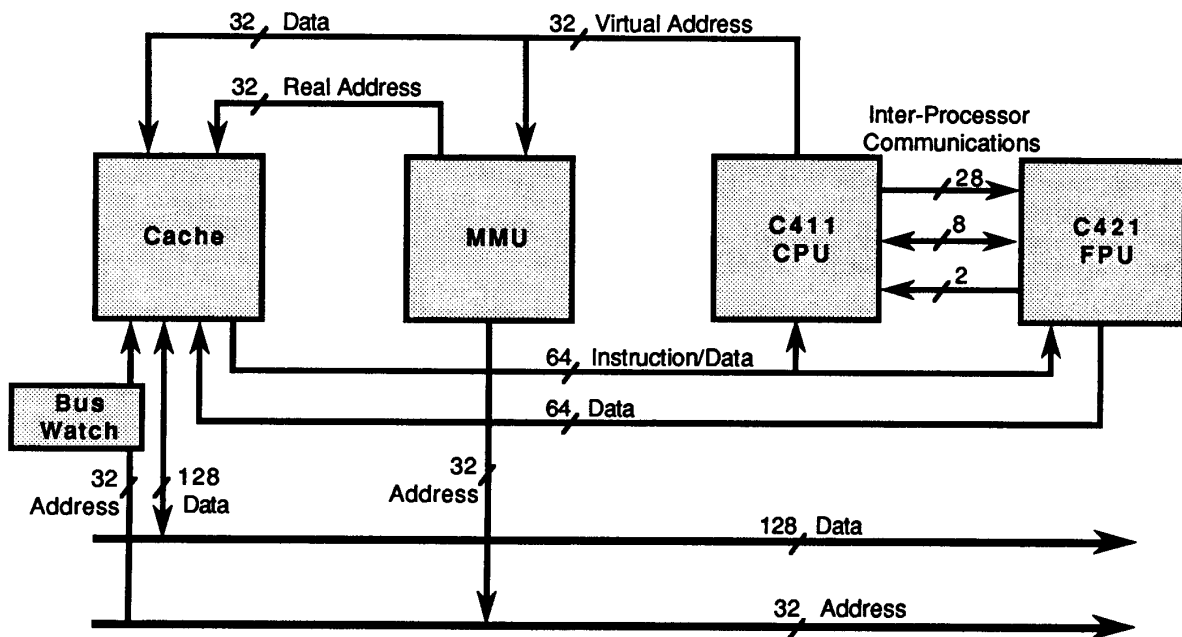 32 Data
32 Virtual Address
32 Real Address
Inter-Processor
Communications
Cache
MMU
C411
CPU
C421
FPU
28
8
2
64 Instruction/Data
64 Data
Bus
Watch
32
Address
128
Data
32
Address
128 Data
32 Address